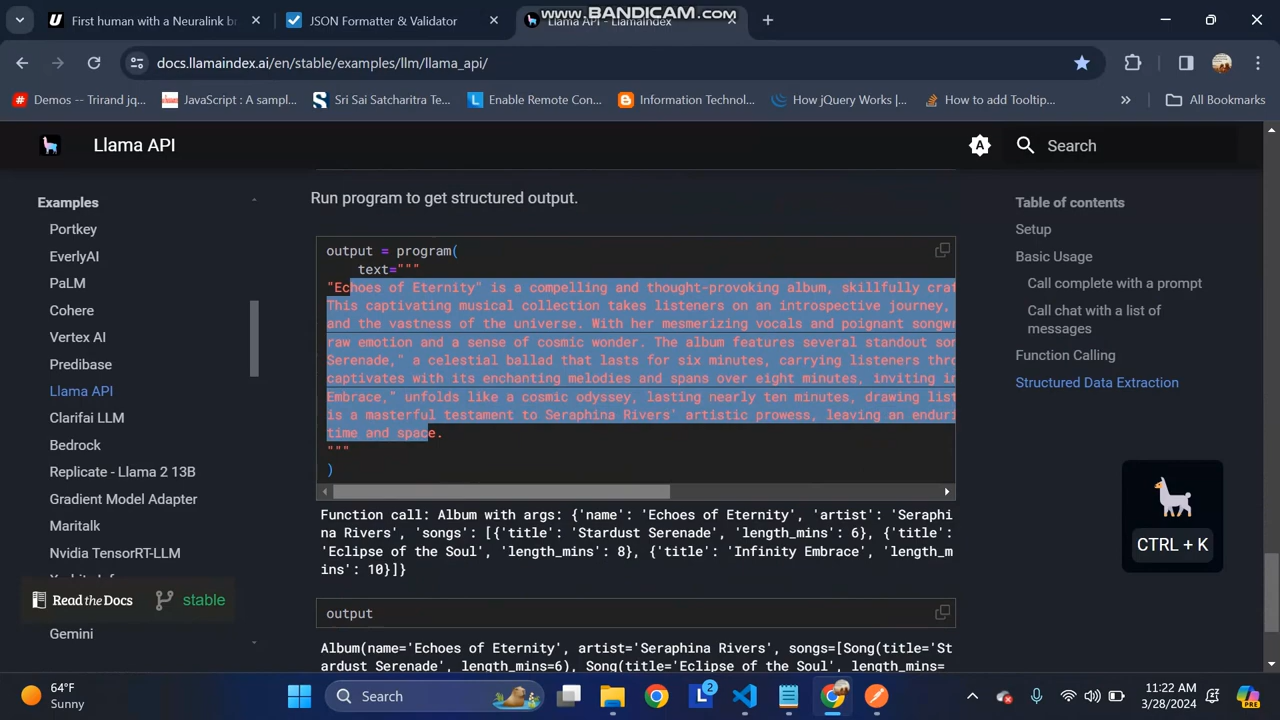 www.BANDICAM.com
First human with a Neuralink br
JSON Formatter & Validator
Llama API - LlamaIndex
docs.llamaindex.ai/en/stable/examples/llm/llama_api/
Demos -- Trirand jq...
JavaScript : A sampl...
Sri Sai Satcharitra Te...
Enable Remote Con...
Information Technol...
How jQuery Works |...
How to add Tooltip...
»
All Bookmarks
Llama API
Search
Examples
Portkey
EverlyAI
PaLM
Cohere
Vertex AI
Predibase
Llama API
Clarifai LLM
Bedrock
Replicate - Llama 2 13B
Gradient Model Adapter
Maritalk
Nvidia TensorRT-LLM
Read the Docs
stable
Gemini
Run program to get structured output.
output = program(
text="""
"Echoes of Eternity" is a compelling and thought-provoking album, skillfully craf
This captivating musical collection takes listeners on an introspective journey,
and the vastness of the universe. With her mesmerizing vocals and poignant songwr
raw emotion and a sense of cosmic wonder. The album features several standout son
Serenade," a celestial ballad that lasts for six minutes, carrying listeners thro
captivates with its enchanting melodies and spans over eight minutes, inviting in
Embrace," unfolds like a cosmic odyssey, lasting nearly ten minutes, drawing list
is a masterful testament to Seraphina Rivers' artistic prowess, leaving an enduri
time and space.
"""
)
Function call: Album with args: {'name': 'Echoes of Eternity', 'artist': 'Seraphi
na Rivers', 'songs': [{'title': 'Stardust Serenade', 'length_mins': 6}, {'title':
'Eclipse of the Soul', 'length_mins': 8}, {'title': 'Infinity Embrace', 'length_m
ins': 10}]}
output
Album(name='Echoes of Eternity', artist='Seraphina Rivers', songs=[Song(title='St
ardust Serenade', length_mins=6), Song(title='Eclipse of the Soul', length_mins=
Table of contents
Setup
Basic Usage
Call complete with a prompt
Call chat with a list of
messages
Function Calling
Structured Data Extraction
CTRL + K
64°F
Sunny
Search
2
11:22 AM
3/28/2024
PRE